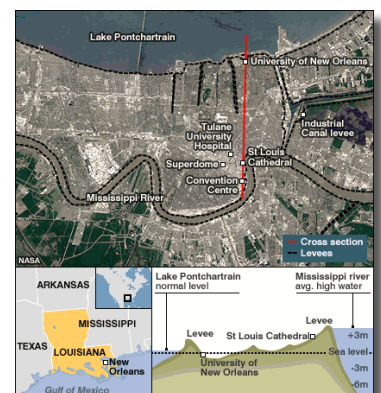 Lake Pontchartrain
University of New Orleans
Industrial
Canal levee
Tulane
University
Hospital
St Louis
Cathedral
Superdome
Convention
Centre
Mississippi River
Cross section
Levees
NASA
ARKANSAS
MISSISSIPPI
TEXAS
LOUISIANA
New
Orleans
Gulf of Mexico
Lake Pontchartrain
normal level
Mississippi river
avg. high water
Levee
Levee
St Louis Cathedral
+3m
Sea level
University of
New Orleans
-3m
-6m